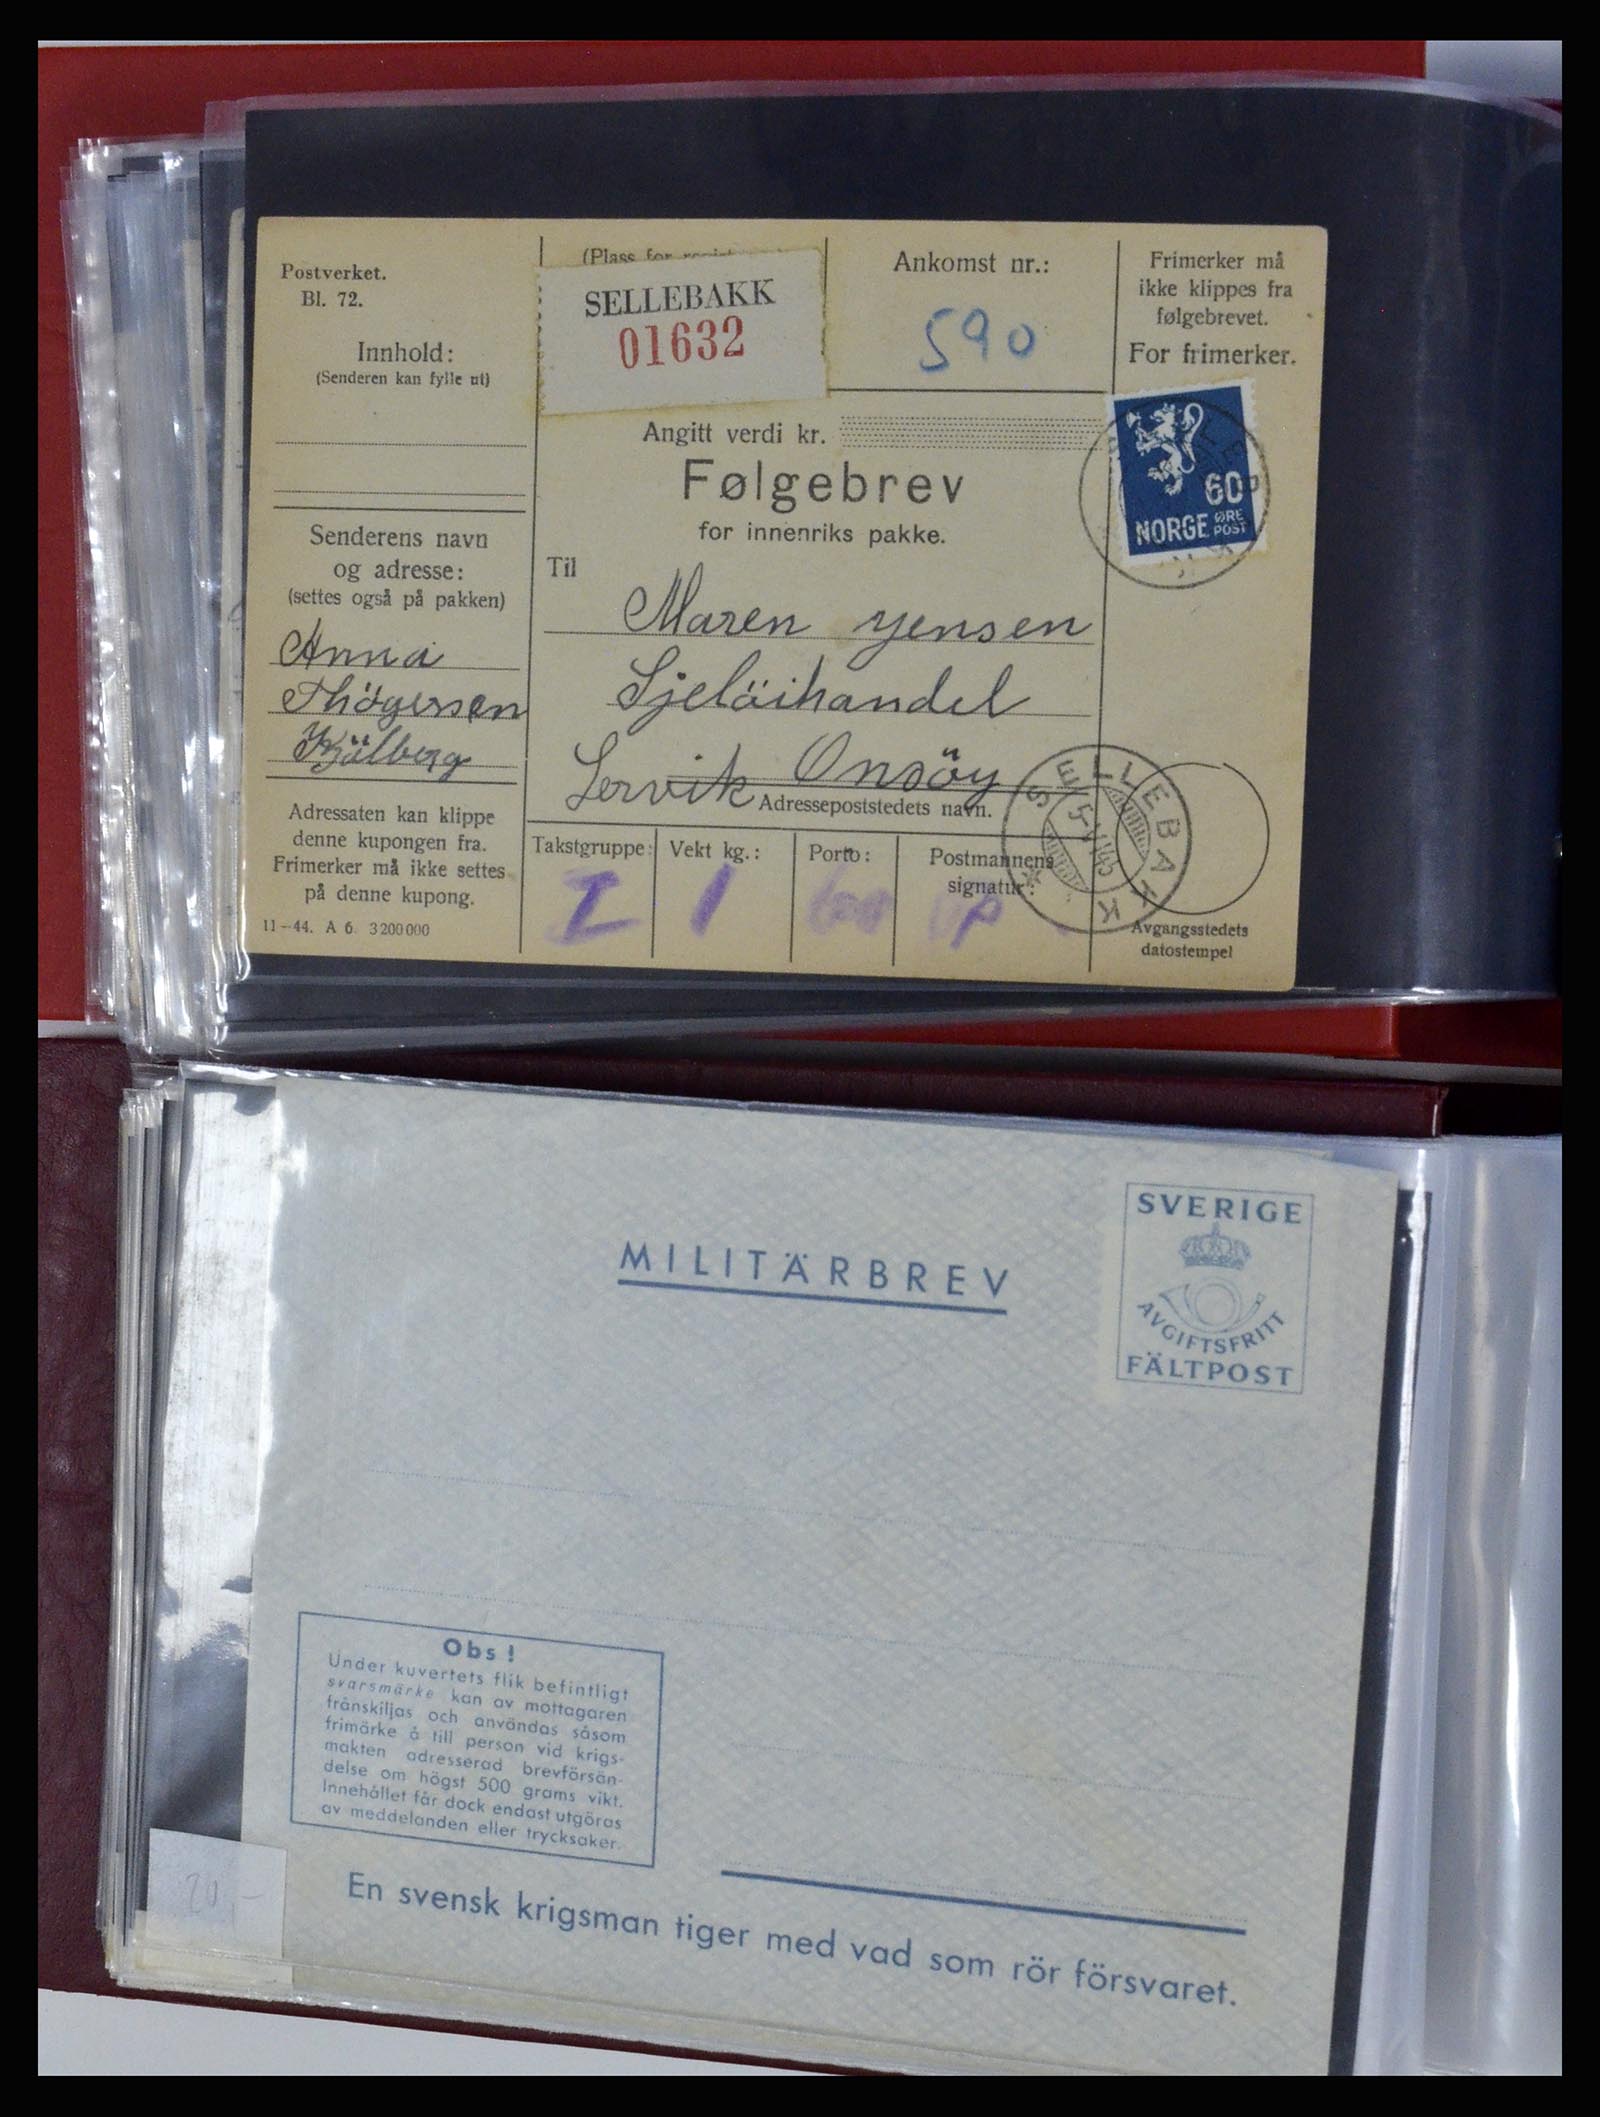 Postverket.
Bl. 72.
Innhold:
(Senderen kan fylle ut)
Senderens navn
og adresse:
(settes også på pakken)
Anna
Thögersen
Kjölberg
Adressaten kan klippe
denne kupongen fra.
Frimerker må ikke settes
på denne kupong.
11-44. A 6. 3 200 000
(Plass for
SELLEBAKK
01632
Ankomst nr.:
590
Frimerker må
ikke klippes fra
følgebrevet.
For frimerker.
60
NORGE ØRE
POST
Angitt verdi kr.
Følgebrev
for innenriks pakke.
Til
Maren Jensen
Sjeläihandel
Lervik Onsöy
Adressepoststedets navn.
Takstgruppe: Vekt kg.: Porto: Postmannens
signatur:
I 1
SELLEBAKK
Avgangsstedets
datostempel
MILITÄRBREV
SVERIGE
AVGIFTSFRITT
FÄLTPOST
Obs !
Under kuvertets flik befintligt
svarsmärke kan av mottagaren
frånskiljas och användas såsom
frimärke å till person vid krigs-
makten adresserad brevförsän-
delse om högst 500 grams vikt.
Innehållet får dock endast utgöras
av meddelanden eller trycksaker.
20,-
En svensk krigsman tiger med vad som rör försvaret.